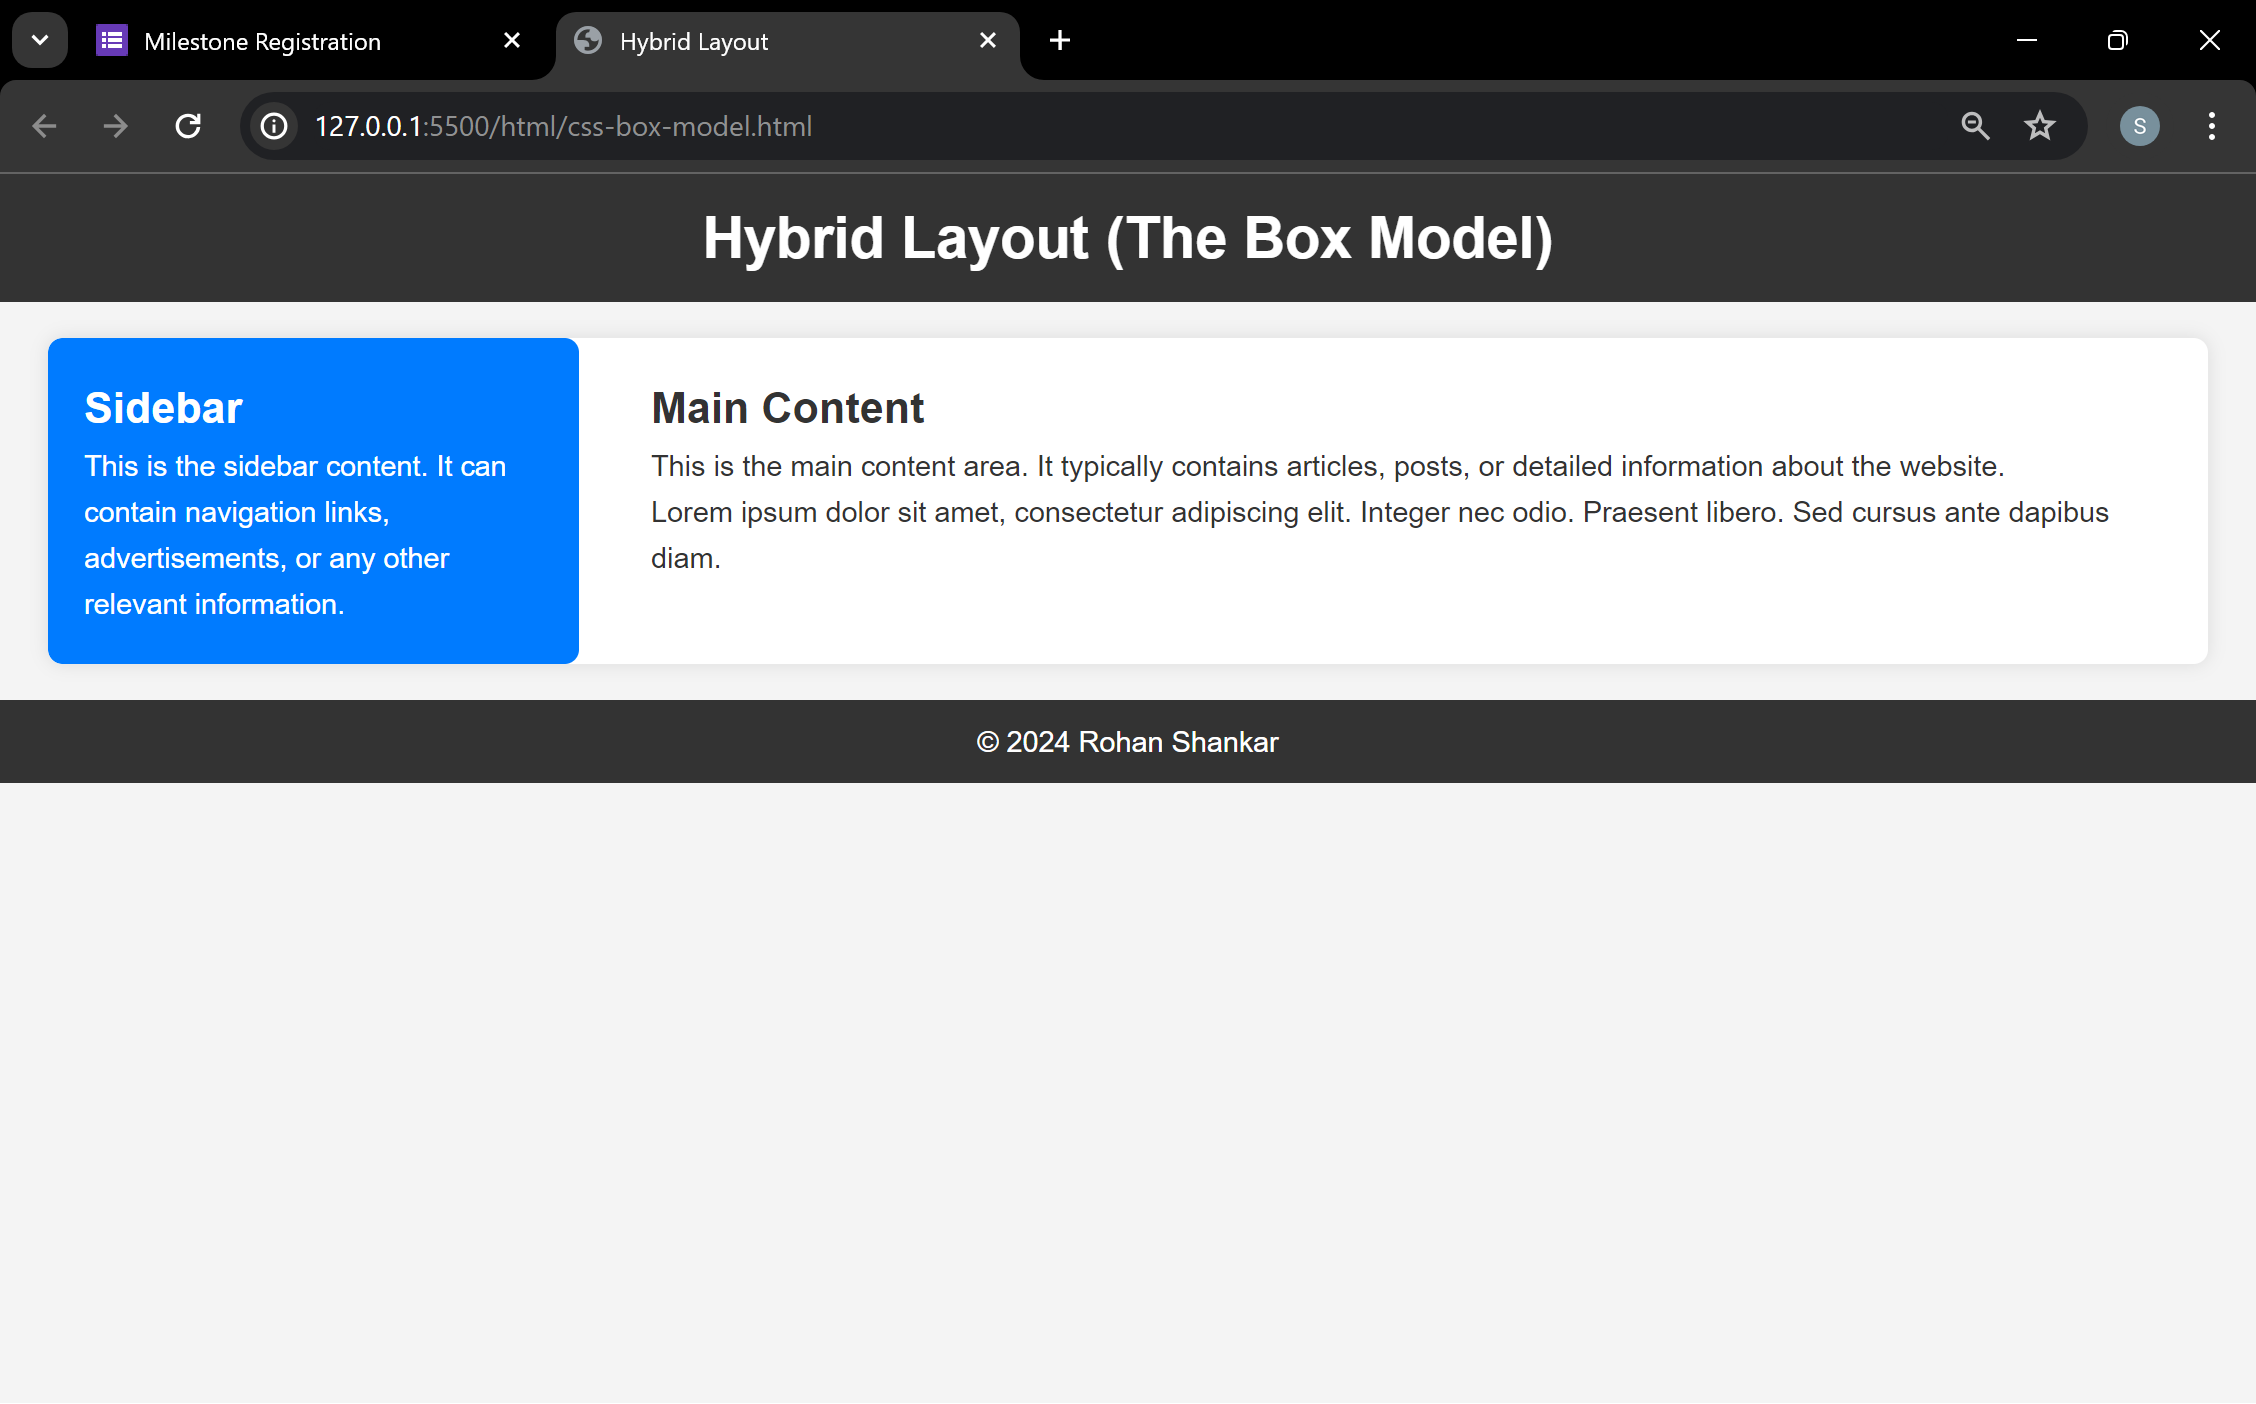 Milestone Registration
Hybrid Layout
127.0.0.1:5500/html/css-box-model.html
S
Hybrid Layout (The Box Model)
Sidebar
This is the sidebar content. It can
contain navigation links,
advertisements, or any other
relevant information.
Main Content
This is the main content area. It typically contains articles, posts, or detailed information about the website.
Lorem ipsum dolor sit amet, consectetur adipiscing elit. Integer nec odio. Praesent libero. Sed cursus ante dapibus
diam.
© 2024 Rohan Shankar